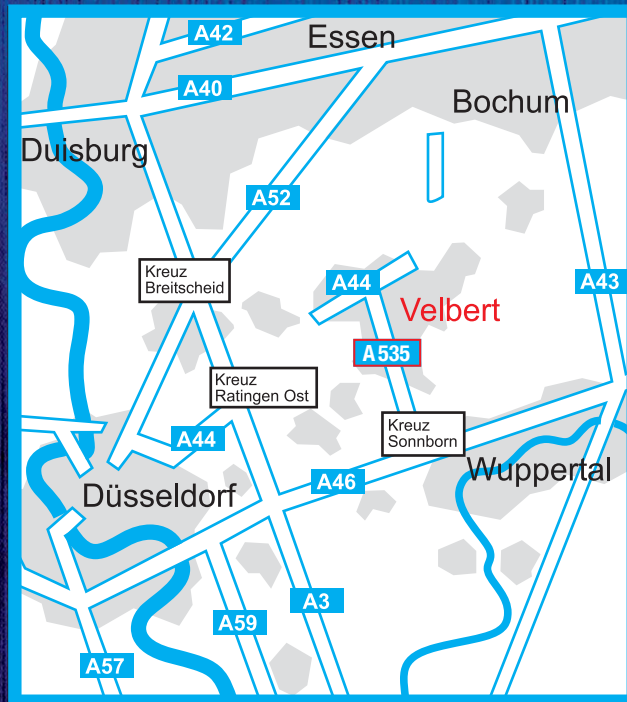 A42
Essen
A40
Bochum
Duisburg
A52
Kreuz
Breitscheid
A44
A43
Velbert
A535
Kreuz
Ratingen Ost
Kreuz
Sonnborn
A44
Wuppertal
A46
Düsseldorf
A3
A59
A57